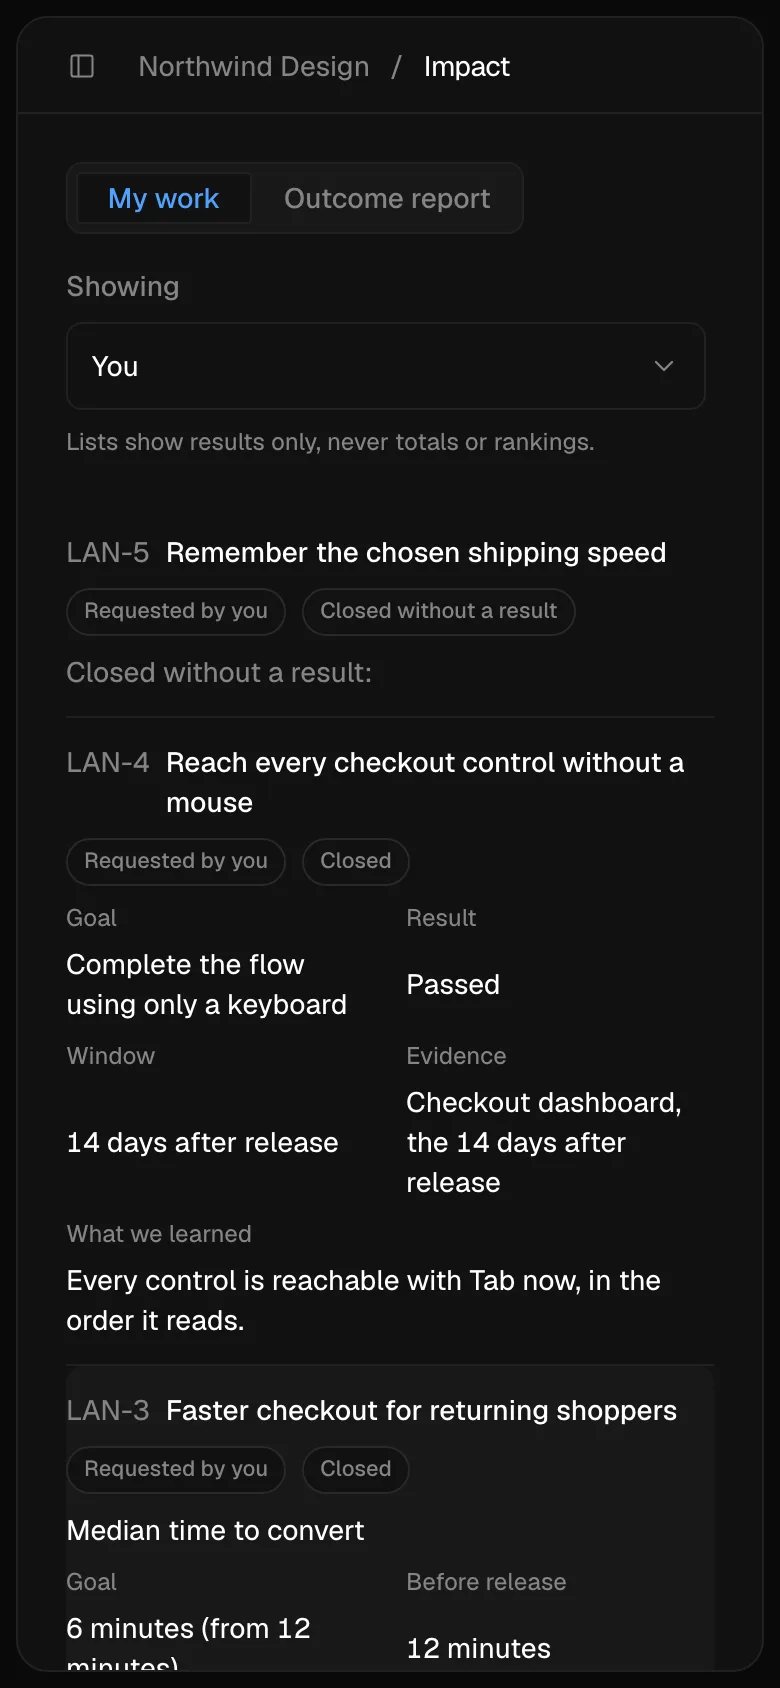 Northwind Design / Impact
My work Outcome report
Showing
You
Lists show results only, never totals or rankings.
LAN-5 Remember the chosen shipping speed
Requested by you Closed without a result
Closed without a result:
LAN-4 Reach every checkout control without a
mouse
Requested by you Closed
Goal Result
Complete the flow
using only a keyboard
Passed
Window Evidence
14 days after release
Checkout dashboard,
the 14 days after
release
What we learned
Every control is reachable with Tab now, in the
order it reads.
LAN-3 Faster checkout for returning shoppers
Requested by you Closed
Median time to convert
Goal Before release
6 minutes (from 12
minutes)
12 minutes